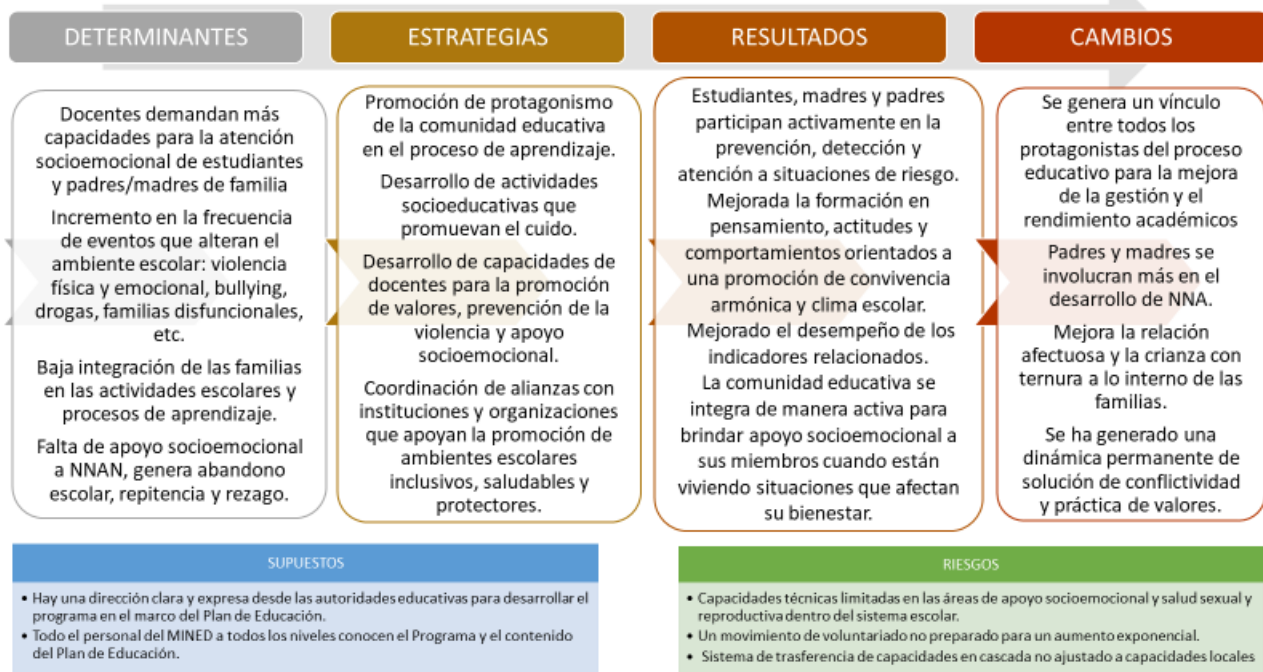 DETERMINANTES
Docentes demandan más
capacidades para la atención
socioemocional de estudiantes
y padres/madres de familia
Incremento en la frecuencia
de eventos que alteran el
ambiente escolar: violencia
física y emocional, bullying,
drogas, familias disfuncionales,
etc.
Baja integración de las familias
en las actividades escolares y
procesos de aprendizaje.
Falta de apoyo socioemocional
a NNAN, genera abandono
escolar, repitencia y rezago.
ESTRATEGIAS
Promoción de protagonismo
de la comunidad educativa
en el proceso de aprendizaje.
Desarrollo de actividades
socioeducativas que
promuevan el cuido.
Desarrollo de capacidades de
docentes para la promoción
de valores, prevención de la
violencia y apoyo
socioemocional.
Coordinación de alianzas con
instituciones y organizaciones
que apoyan la promoción de
ambientes escolares
inclusivos, saludables y
protectores.
RESULTADOS
Estudiantes, madres y padres
participan activamente en la
prevención, detección y
atención a situaciones de riesgo.
Mejorada la formación en
pensamiento, actitudes y
comportamientos orientados a
una promoción de convivencia
armónica y clima escolar.
Mejorado el desempeño de los
indicadores relacionados.
La comunidad educativa se
integra de manera activa para
brindar apoyo socioemocional a
sus miembros cuando están
viviendo situaciones que afectan
su bienestar.
CAMBIOS
Se genera un vínculo
entre todos los
protagonistas del proceso
educativo para la mejora
de la gestión y el
rendimiento académicos
Padres y madres se
involucran más en el
desarrollo de NNA.
Mejora la relación
afectuosa y la crianza con
ternura a lo interno de las
familias.
Se ha generado una
dinámica permanente de
solución de conflictividad
y práctica de valores.
SUPUESTOS
• Hay una dirección clara y expresa desde las autoridades educativas para desarrollar el
programa en el marco del Plan de Educación.
• Todo el personal del MINED a todos los niveles conocen el Programa y el contenido
del Plan de Educación.
RIESGOS
• Capacidades técnicas limitadas en las áreas de apoyo socioemocional y salud sexual y
reproductiva dentro del sistema escolar.
• Un movimiento de voluntariado no preparado para un aumento exponencial.
• Sistema de trasferencia de capacidades en cascada no ajustado a capacidades locales